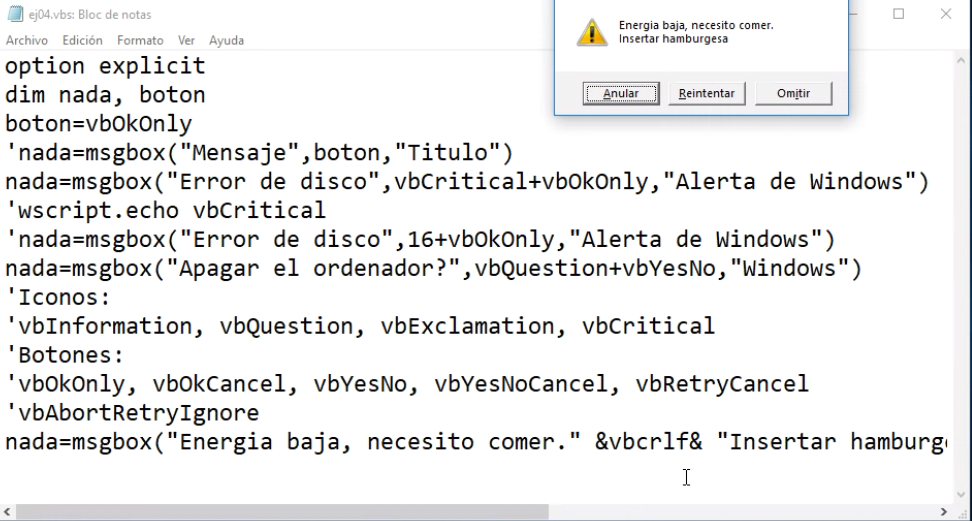 ej04.vbs: Bloc de notas
Archivo Edición Formato Ver Ayuda
Energia baja, necesito comer.
Insertar hamburgesa
Anular Reintentar Omitir
option explicit
dim nada, boton
boton=vbOkOnly
'nada=msgbox("Mensaje",boton,"Titulo")
nada=msgbox("Error de disco",vbCritical+vbOkOnly,"Alerta de Windows")
'wscript.echo vbCritical
'nada=msgbox("Error de disco",16+vbOkOnly,"Alerta de Windows")
nada=msgbox("Apagar el ordenador?",vbQuestion+vbYesNo,"Windows")
'Iconos:
'vbInformation, vbQuestion, vbExclamation, vbCritical
'Botones:
'vbOkOnly, vbOkCancel, vbYesNo, vbYesNoCancel, vbRetryCancel
'vbAbortRetryIgnore
nada=msgbox("Energia baja, necesito comer." &vbcrlf& "Insertar